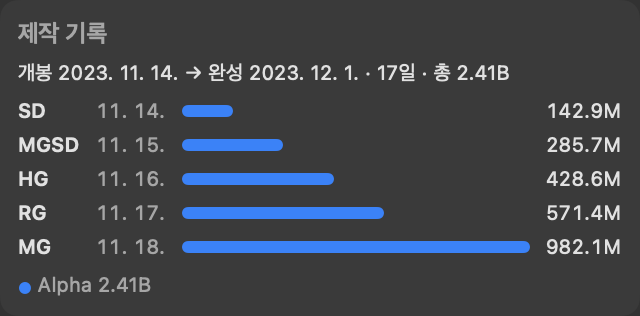 제작 기록
개봉 2023. 11. 14. → 완성 2023. 12. 1. · 17일 · 총 2.41B
SD 11. 14. 142.9M
MGSD 11. 15. 285.7M
HG 11. 16. 428.6M
RG 11. 17. 571.4M
MG 11. 18. 982.1M
Alpha 2.41B